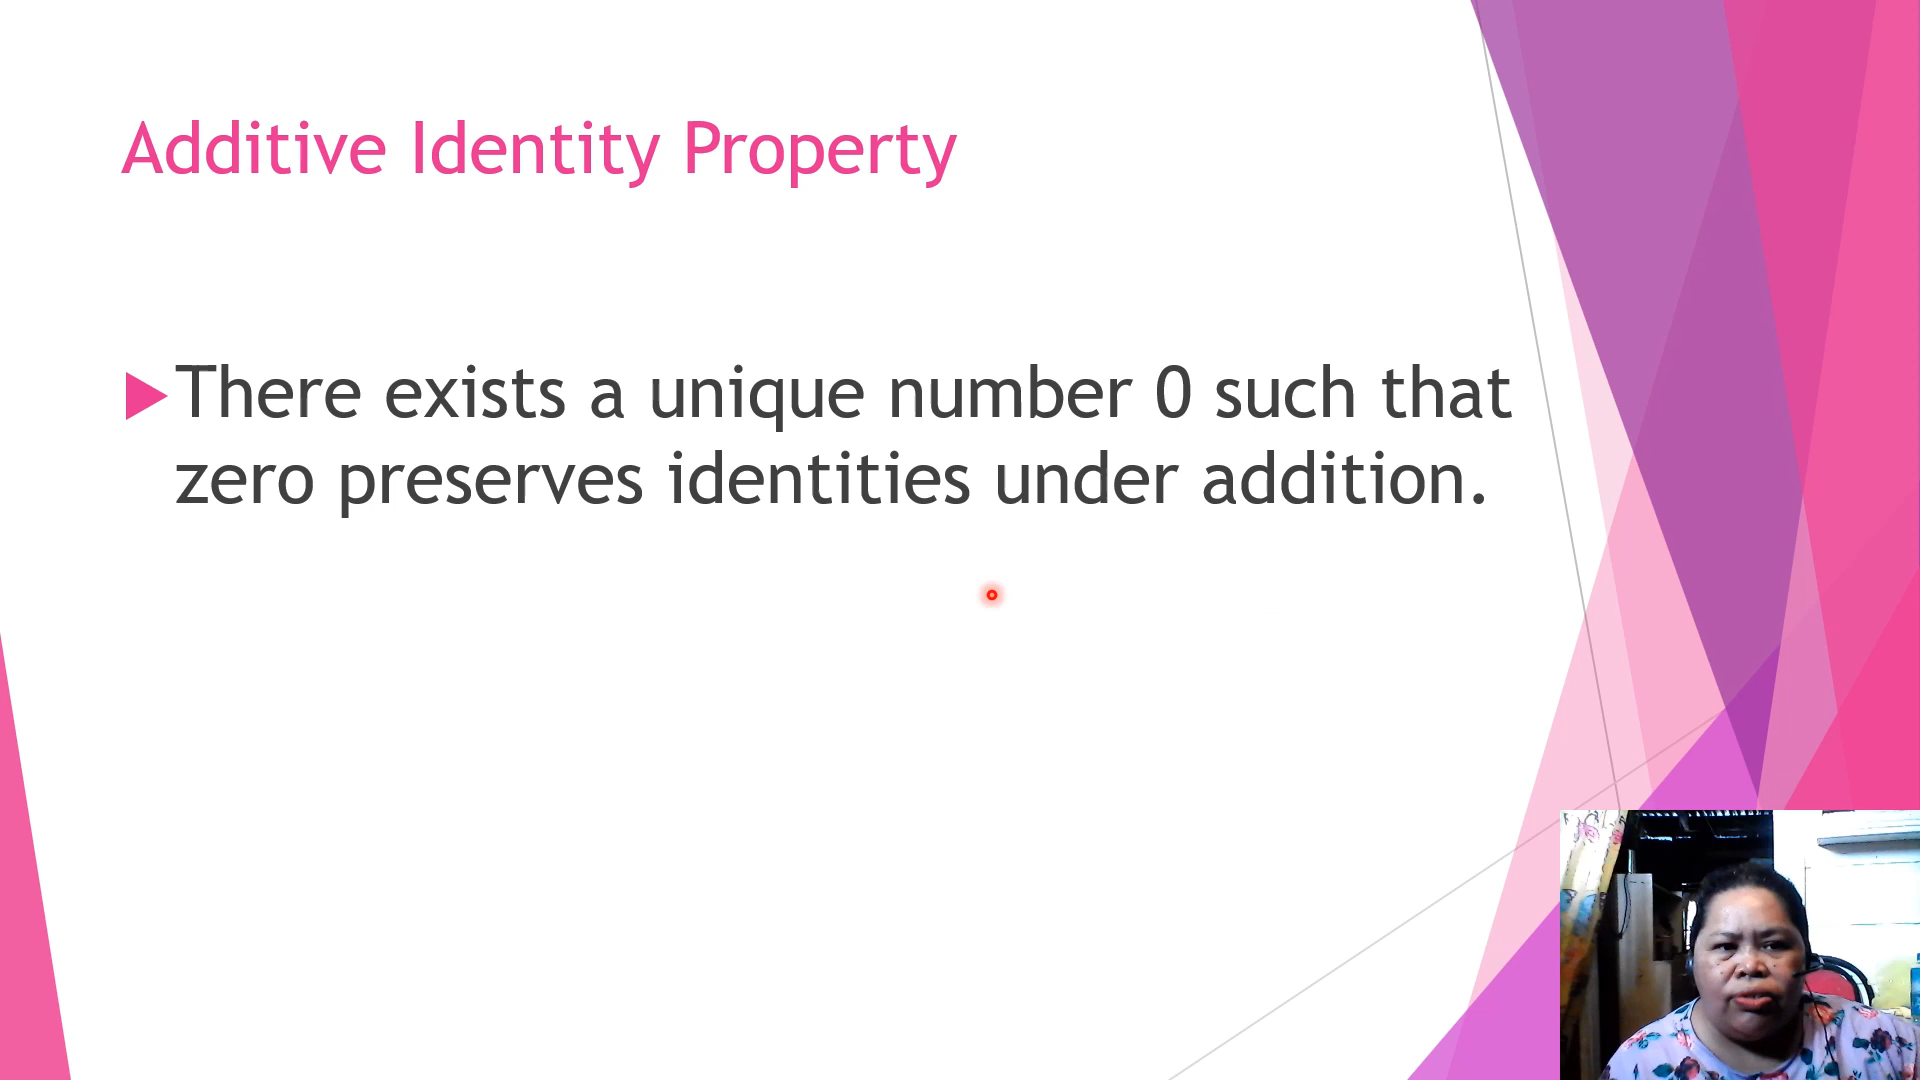 Additive Identity Property
There exists a unique number 0 such that
zero preserves identities under addition.